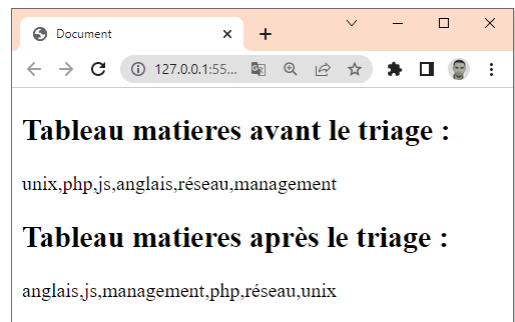 Document
127.0.0.1:55...
Tableau matieres avant le triage :
unix,php,js,anglais,réseau,management
Tableau matieres après le triage :
anglais,js,management,php,réseau,unix